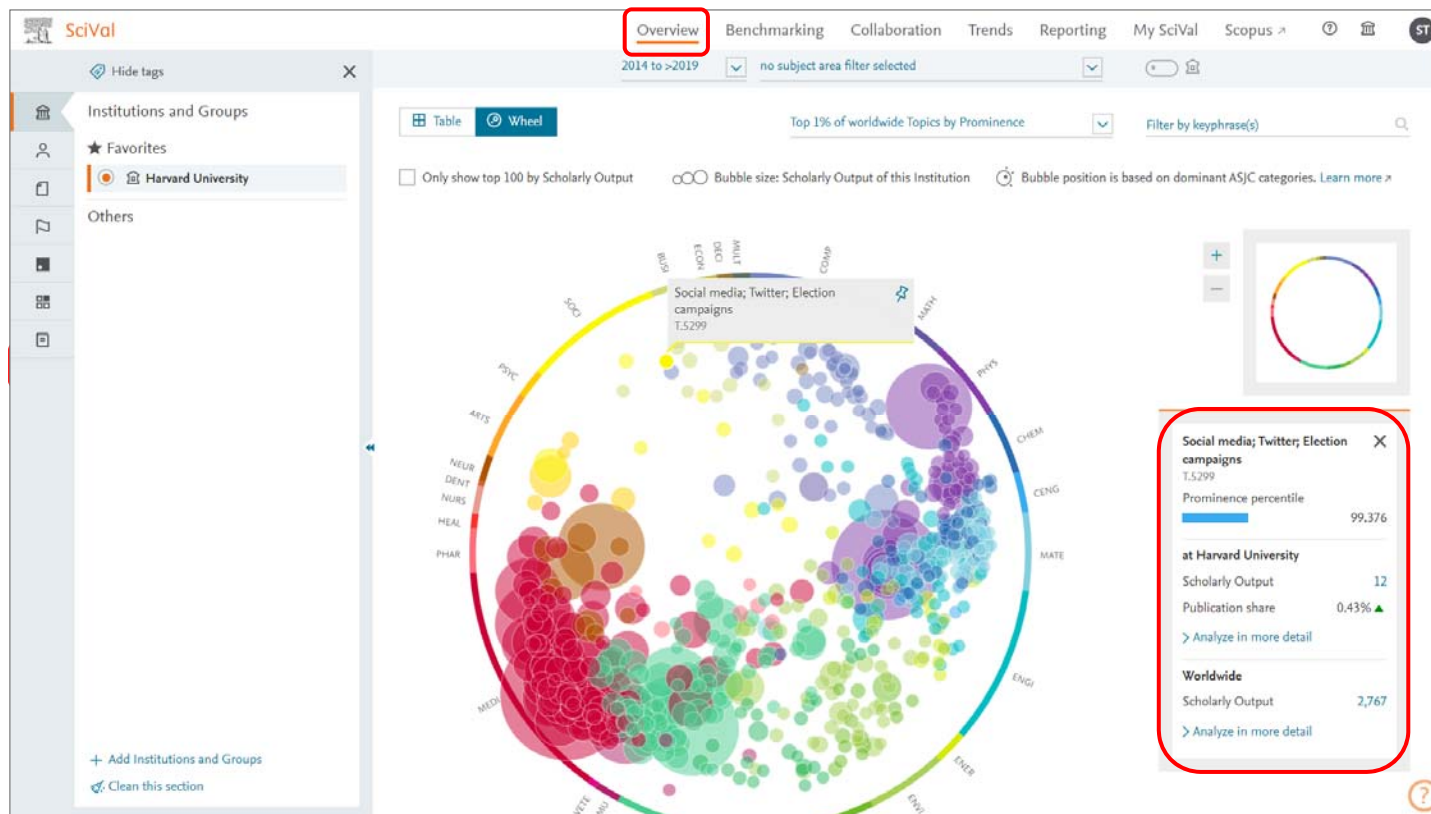 SciVal
Overview
Benchmarking
Collaboration
Trends
Reporting
My SciVal
Scopus
ST
Hide tags
2014 to >2019
no subject area filter selected
Institutions and Groups
Favorites
Harvard University
Others
+ Add Institutions and Groups
Clean this section
Table
Wheel
Top 1% of worldwide Topics by Prominence
Filter by keyphrase(s)
Only show top 100 by Scholarly Output
Bubble size: Scholarly Output of this Institution
Bubble position is based on dominant ASJC categories. Learn more
Social media; Twitter; Election
campaigns
T.5299
MULT
COMP
MATH
PHYS
CHEM
CENG
MATE
ENGI
ENER
ENVI
VETE
MEDI
PHAR
HEAL
NURS
DENT
NEUR
ARTS
PSYC
SOCI
BUSI
ECON
DECI
+
–
Social media; Twitter; Election
campaigns
T.5299
Prominence percentile
99.376
at Harvard University
Scholarly Output 12
Publication share 0.43% ▲
> Analyze in more detail
Worldwide
Scholarly Output 2,767
> Analyze in more detail
?